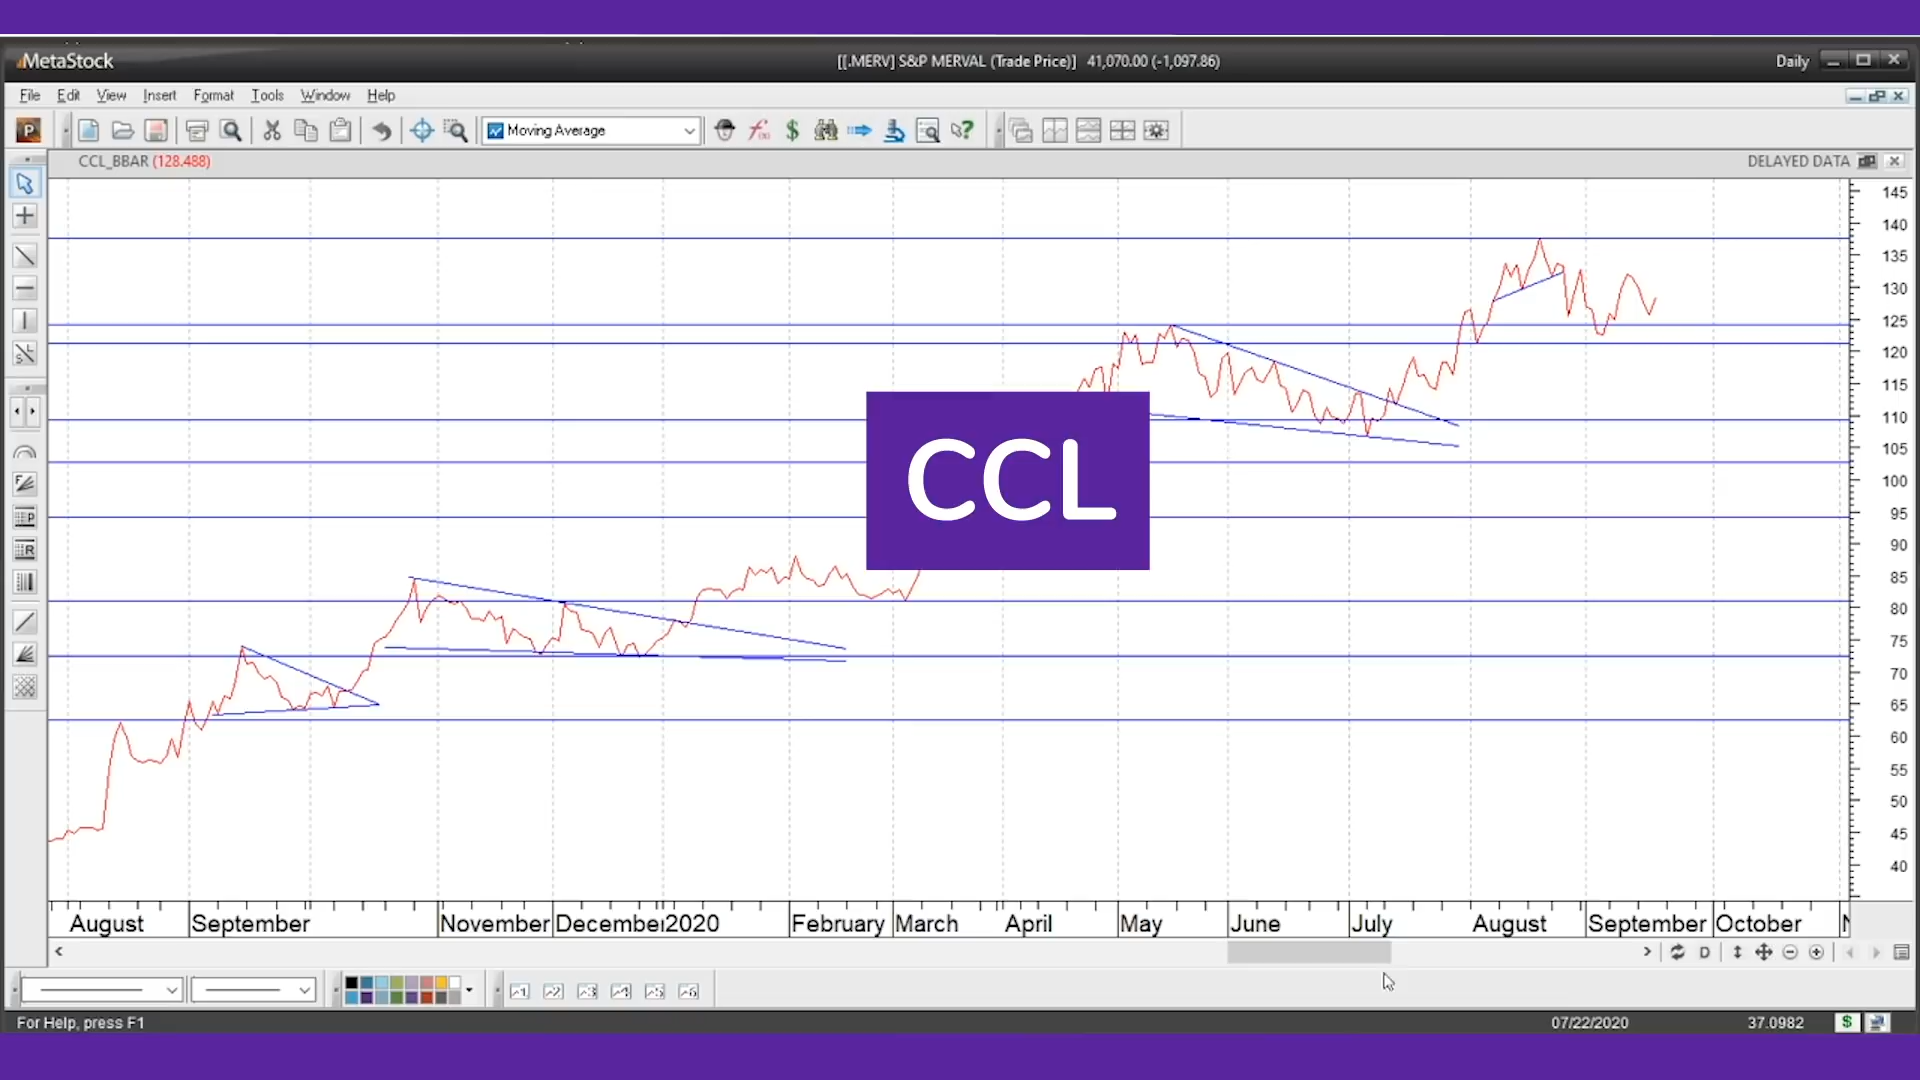 MetaStock
[[.MERV] S&P MERVAL (Trade Price)] 41,070.00 (-1,097.86)
Daily
File Edit View Insert Format Tools Window Help
P
Moving Average
CCL_BBAR (128.488)
DELAYED DATA
145
140
135
130
125
120
115
110
105
100
95
90
85
80
75
70
65
60
55
50
45
40
CCL
August September November December 2020 February March April May June July August September October N
D
For Help, press F1
07/22/2020
37.0982
$